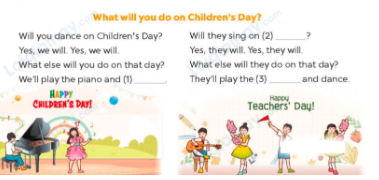 What will you do on Children's Day?
Will you dance on Children's Day?
Yes, we will. Yes, we will.
What else will you do on that day?
We'll play the piano and (1) ________.
HAPPY
CHILDREN'S DAY!
Will they sing on (2) _______?
Yes, they will. Yes, they will.
What else will they do on that day?
They'll play the (3) ________ and dance.
Happy
Teachers' Day!